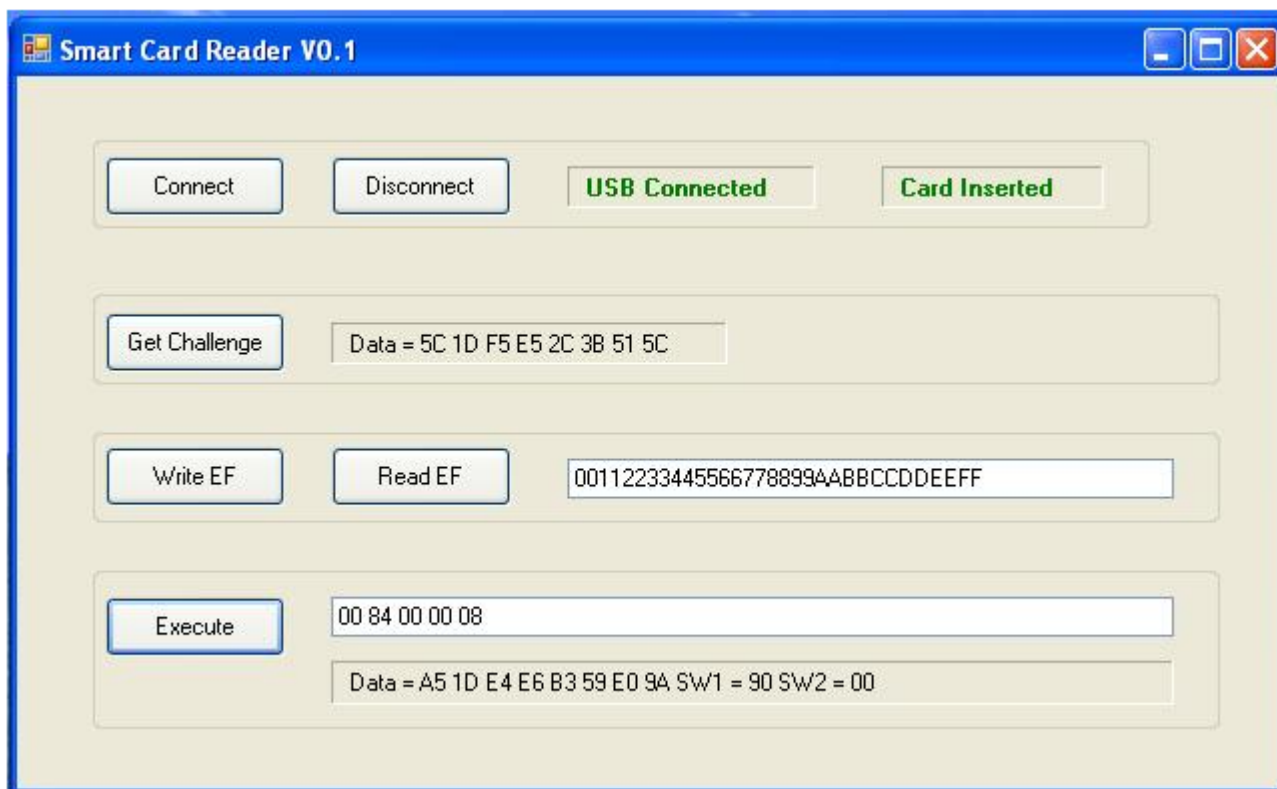 Smart Card Reader V0.1
Connect Disconnect USB Connected Card Inserted
Get Challenge Data = 5C 1D F5 E5 2C 3B 51 5C
Write EF Read EF 00112233445566778899AABBCCDDEEFF
Execute 00 84 00 00 08
Data = A5 1D E4 E6 B3 59 E0 9A SW1 = 90 SW2 = 00